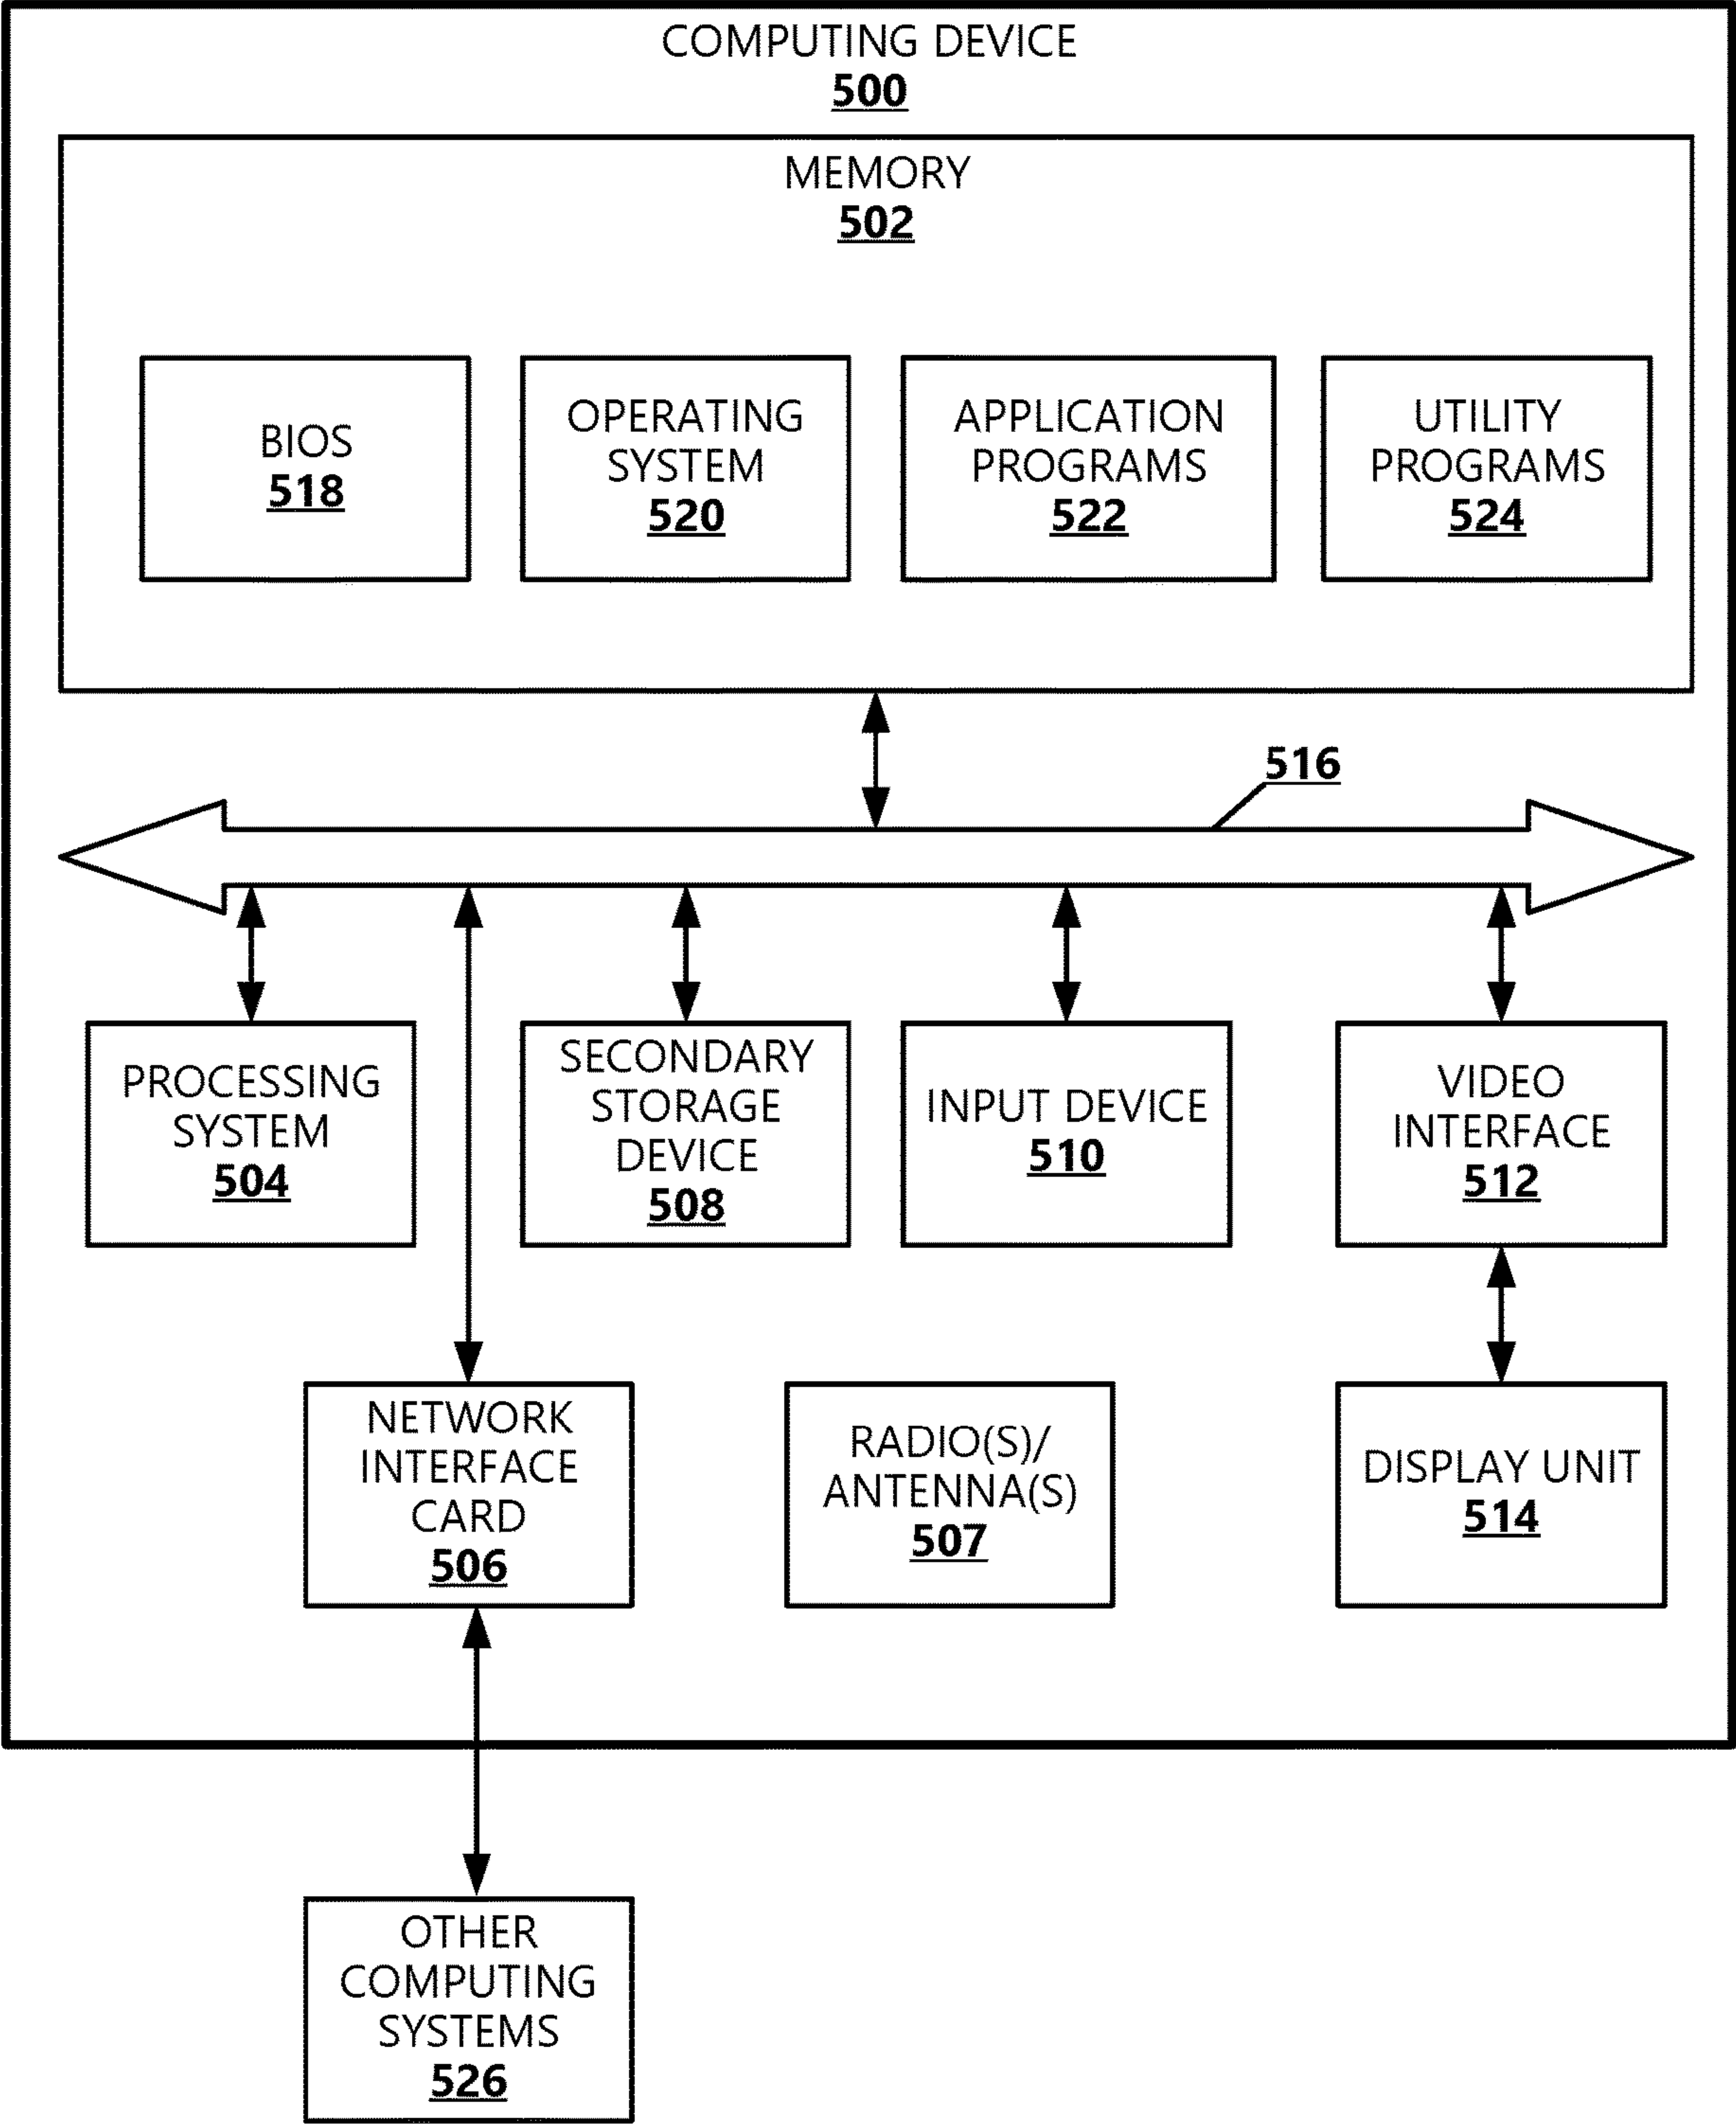 COMPUTING DEVICE
500
MEMORY
502
BIOS
518
OPERATING
SYSTEM
520
APPLICATION
PROGRAMS
522
UTILITY
PROGRAMS
524
516
PROCESSING
SYSTEM
504
SECONDARY
STORAGE
DEVICE
508
INPUT DEVICE
510
VIDEO
INTERFACE
512
NETWORK
INTERFACE
CARD
506
RADIO(S)/
ANTENNA(S)
507
DISPLAY UNIT
514
OTHER
COMPUTING
SYSTEMS
526